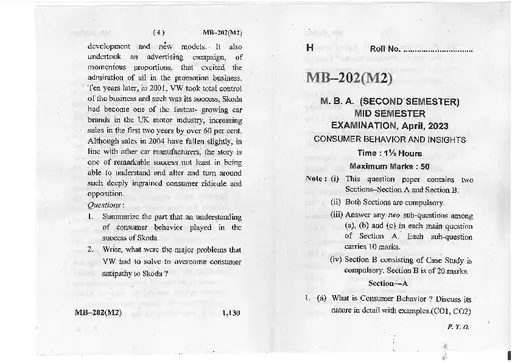 ( 4 ) MB–202(M2)
development and new models. It also
undertook an advertising campaign, of
momentous proportions, that excited the
admiration of all in the promotion business.
Ten years later, in 2001, VW took total control
of the business and such was its success, Skoda
had become one of the fastest- growing car
brands in the UK motor industry, increasing
sales in the first two years by over 60 per cent.
Although sales in 2004 have fallen slightly, in
line with other car manufacturers, the story is
one of remarkable success not least in being
able to understand end alter and turn around
such deeply ingrained consumer ridicule and
opposition.
Questions :
1. Summarize the part that an understanding
of consumer behavior played in the
success of Skoda
2. Write, what were the major problems that
VW had to solve to overcome consumer
antipathy to Skoda ?
MB–202(M2) 1,130
H Roll No. ..............................
MB–202(M2)
M. B. A. (SECOND SEMESTER)
MID SEMESTER
EXAMINATION, April, 2023
CONSUMER BEHAVIOR AND INSIGHTS
Time : 1½ Hours
Maximum Marks : 50
Note : (i) This question paper contains two
Sections–Section A and Section B.
(ii) Both Sections are compulsory.
(iii) Answer any two sub-questions among
(a), (b) and (c) in each main question
of Section A. Each sub-question
carries 10 marks.
(iv) Section B consisting of Case Study is
compulsory. Section B is of 20 marks.
Section—A
1. (a) What is Consumer Behavior ? Discuss its
nature in detail with examples.(CO1, CO2)
P. T. O.